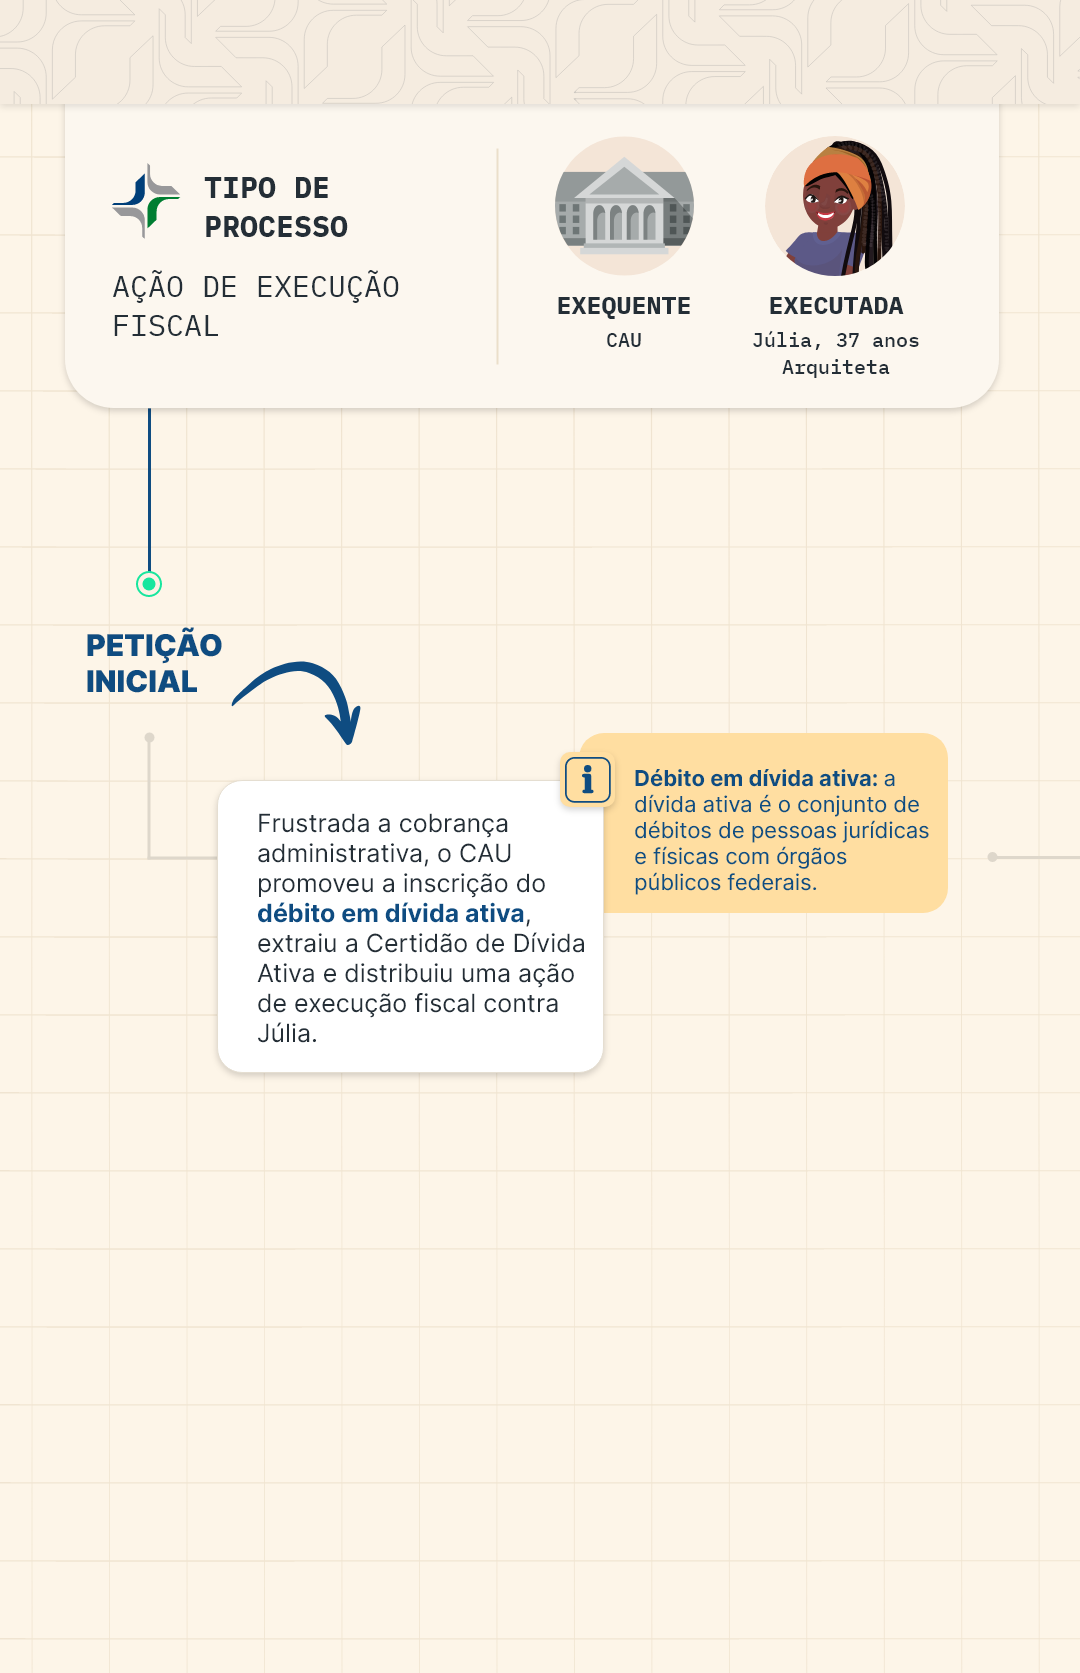 TIPO DE
PROCESSO
AÇÃO DE EXECUÇÃO
FISCAL
EXEQUENTE
CAU
EXECUTADA
Júlia, 37 anos
Arquiteta
PETIÇÃO
INICIAL
Frustrada a cobrança
administrativa, o CAU
promoveu a inscrição do
débito em dívida ativa,
extraiu a Certidão de Dívida
Ativa e distribuiu uma ação
de execução fiscal contra
Júlia.
i
Débito em dívida ativa: a
dívida ativa é o conjunto de
débitos de pessoas jurídicas
e físicas com órgãos
públicos federais.